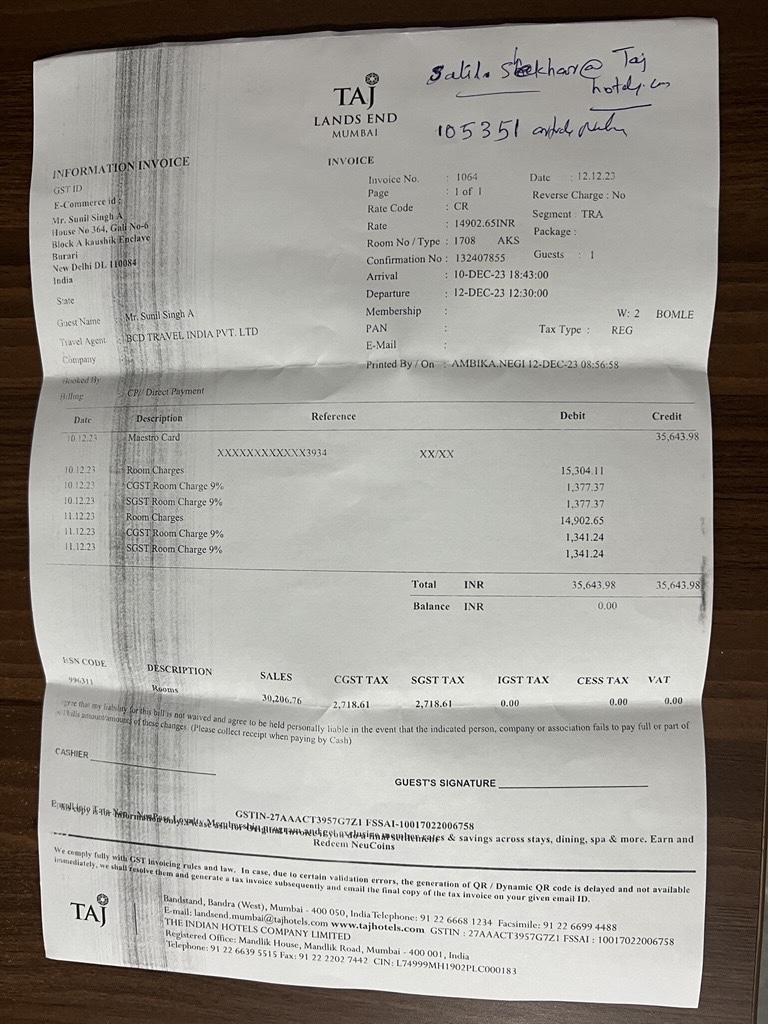 TAJ
LANDS END
MUMBAI
@ Taj
105351
INFORMATION INVOICE
GST ID
E-Commerce id :
Mr. Sunil Singh A
House No 364, Gali No-6
Block A kaushik Enclave
Burari
New Delhi DL 110084
India
State
Guest Name : Mr. Sunil Singh A
Travel Agent : BCD TRAVEL INDIA PVT. LTD
Company
Booked By
Billing : CP// Direct Payment
INVOICE
Invoice No. : 1064 Date : 12.12.23
Page : 1 of 1 Reverse Charge : No
Rate Code : CR Segment : TRA
Rate : 14902.65INR Package :
Room No / Type : 1708 AKS Guests : 1
Confirmation No : 132407855
Arrival : 10-DEC-23 18:43:00
Departure : 12-DEC-23 12:30:00
Membership : W: 2 BOMLE
PAN : Tax Type : REG
E-Mail :
Printed By / On : AMBIKA.NEGI 12-DEC-23 08:56:58
Date Description Reference Debit Credit
10.12.23 Maestro Card 35,643.98
XXXXXXXXXXXX3934 XX/XX
10.12.23 Room Charges 15,304.11
10.12.23 CGST Room Charge 9% 1,377.37
10.12.23 SGST Room Charge 9% 1,377.37
11.12.23 Room Charges 14,902.65
11.12.23 CGST Room Charge 9% 1,341.24
11.12.23 SGST Room Charge 9% 1,341.24
Total INR 35,643.98 35,643.98
Balance INR 0.00
HSN CODE DESCRIPTION SALES CGST TAX SGST TAX IGST TAX CESS TAX VAT
996311 Rooms 30,206.76 2,718.61 2,718.61 0.00 0.00 0.00
agree that my liability for this bill is not waived and agree to be held personally liable in the event that the indicated person, company or association fails to pay full or part of
amount/amounts of these changes. (Please collect receipt when paying by Cash)
CASHIER
GUEST'S SIGNATURE
GSTIN-27AAACT3957G7Z1 FSSAI-10017022006758
& savings across stays, dining, spa & more. Earn and
Redeem NeuCoins
We comply fully with GST Invoicing rules and law. In case, due to certain validation errors, the generation of QR / Dynamic QR code is delayed and not available
immediately, we shall resolve them and generate a tax invoice subsequently and email the final copy of the tax invoice on your given email ID.
TAJ
Bandstand, Bandra (West), Mumbai - 400 050, India Telephone: 91 22 6668 1234 Facsimile: 91 22 6699 4488
E-mail: landsend.mumbai@tajhotels.com www.tajhotels.com GSTIN : 27AAACT3957G7Z1 FSSAI : 10017022006758
THE INDIAN HOTELS COMPANY LIMITED
Registered Office: Mandlik House, Mandlik Road, Mumbai - 400 001, India
Telephone: 91 22 6639 5515 Fax: 91 22 2202 7442 CIN: L74999MH1902PLC000183